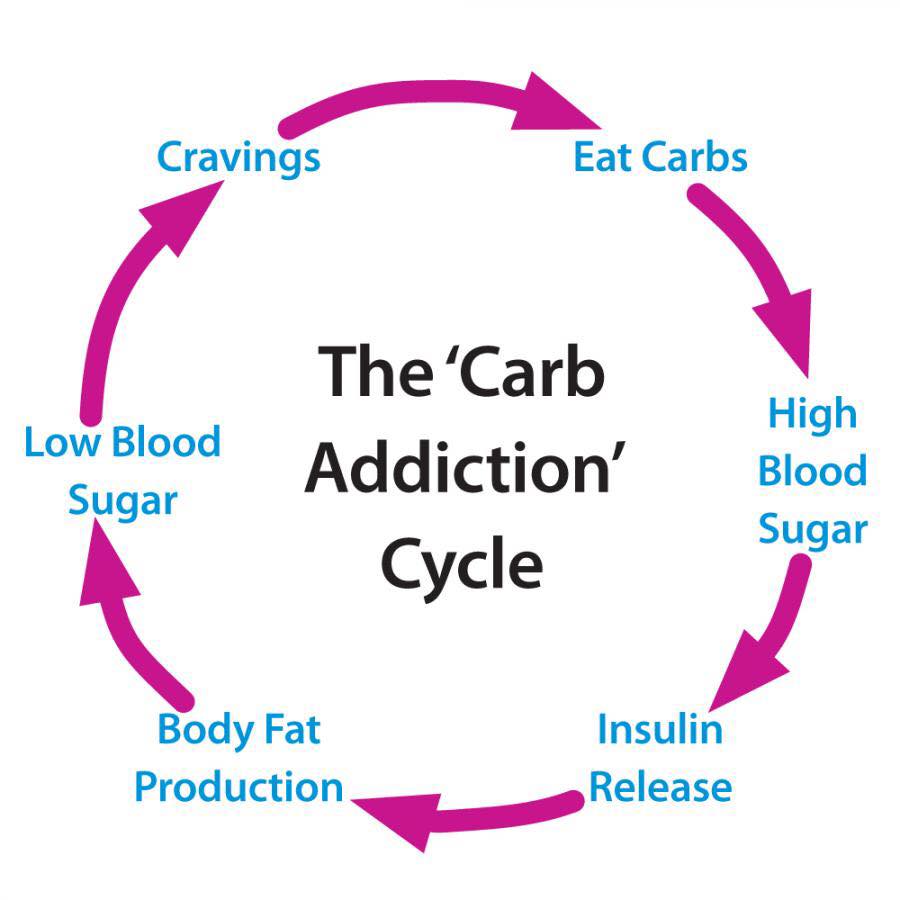 The ‘Carb
Addiction’
Cycle
Cravings
Eat Carbs
High
Blood
Sugar
Insulin
Release
Body Fat
Production
Low Blood
Sugar